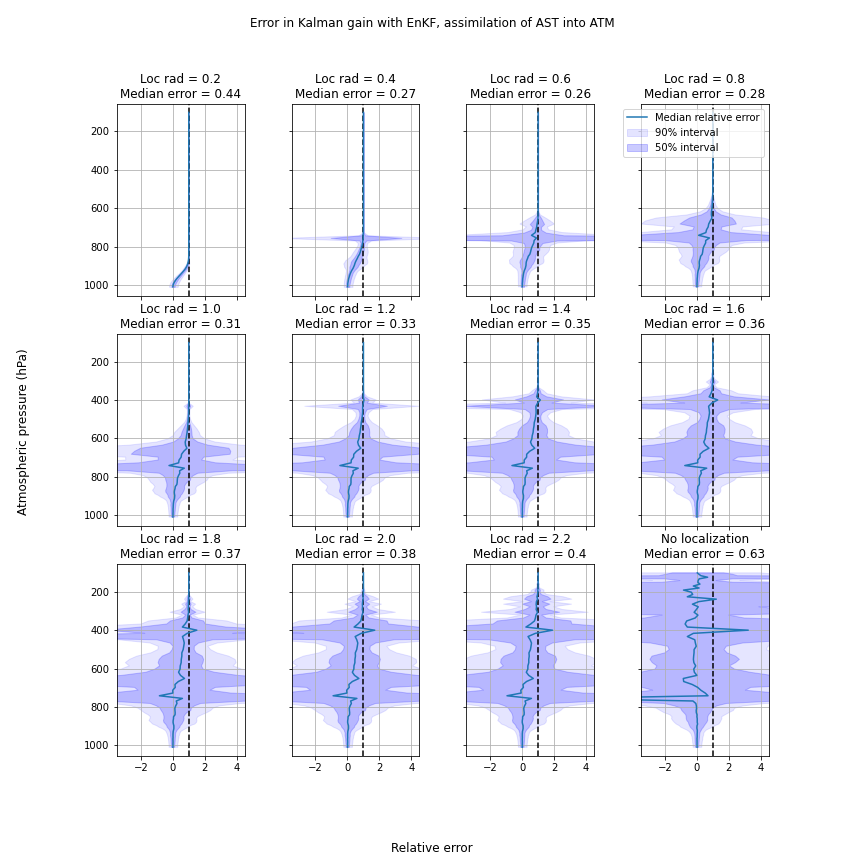 Error in Kalman gain with EnKF, assimilation of AST into ATM
Loc rad = 0.2
Median error = 0.44
Loc rad = 0.4
Median error = 0.27
Loc rad = 0.6
Median error = 0.26
Loc rad = 0.8
Median error = 0.28
Median relative error
90% interval
50% interval
200
400
600
800
1000
Loc rad = 1.0
Median error = 0.31
Loc rad = 1.2
Median error = 0.33
Loc rad = 1.4
Median error = 0.35
Loc rad = 1.6
Median error = 0.36
200
400
600
800
1000
Atmospheric pressure (hPa)
Loc rad = 1.8
Median error = 0.37
Loc rad = 2.0
Median error = 0.38
Loc rad = 2.2
Median error = 0.4
No localization
Median error = 0.63
200
400
600
800
1000
−2 0 2 4
−2 0 2 4
−2 0 2 4
−2 0 2 4
Relative error